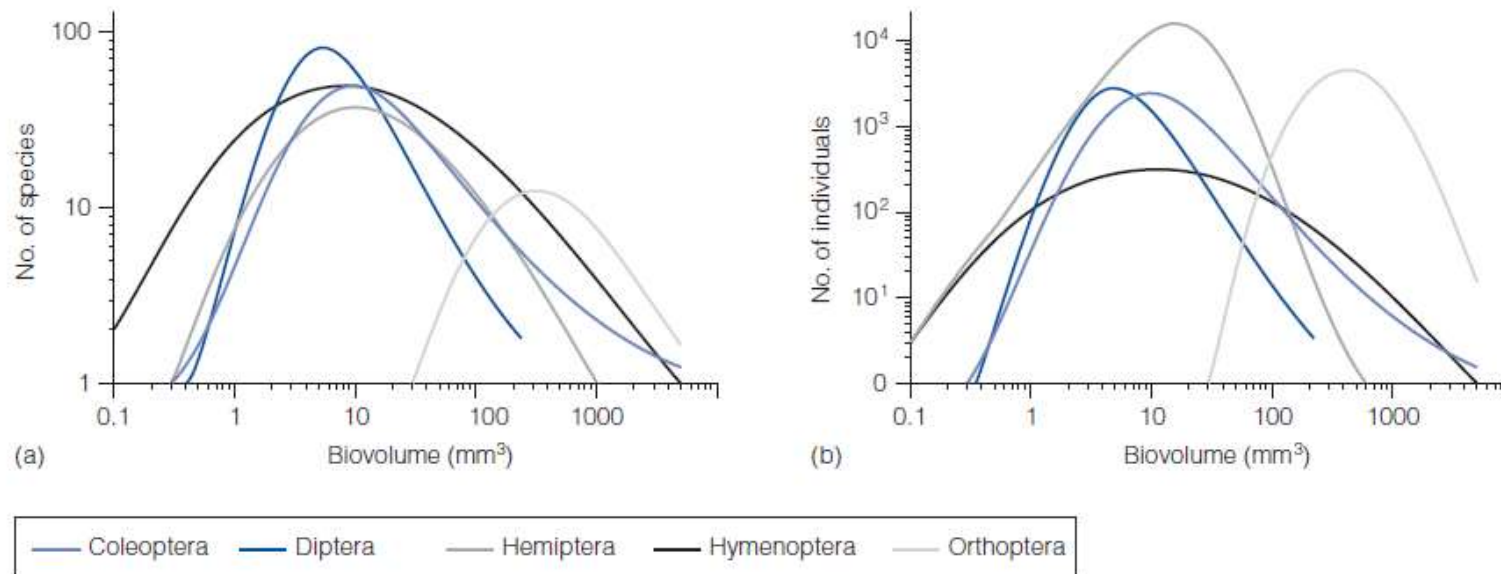 100
10
1
No. of species
0.1 1 10 100 1000
(a) Biovolume (mm³)
10⁴
10³
10²
10¹
0
No. of individuals
0.1 1 10 100 1000
(b) Biovolume (mm³)
Coleoptera Diptera Hemiptera Hymenoptera Orthoptera